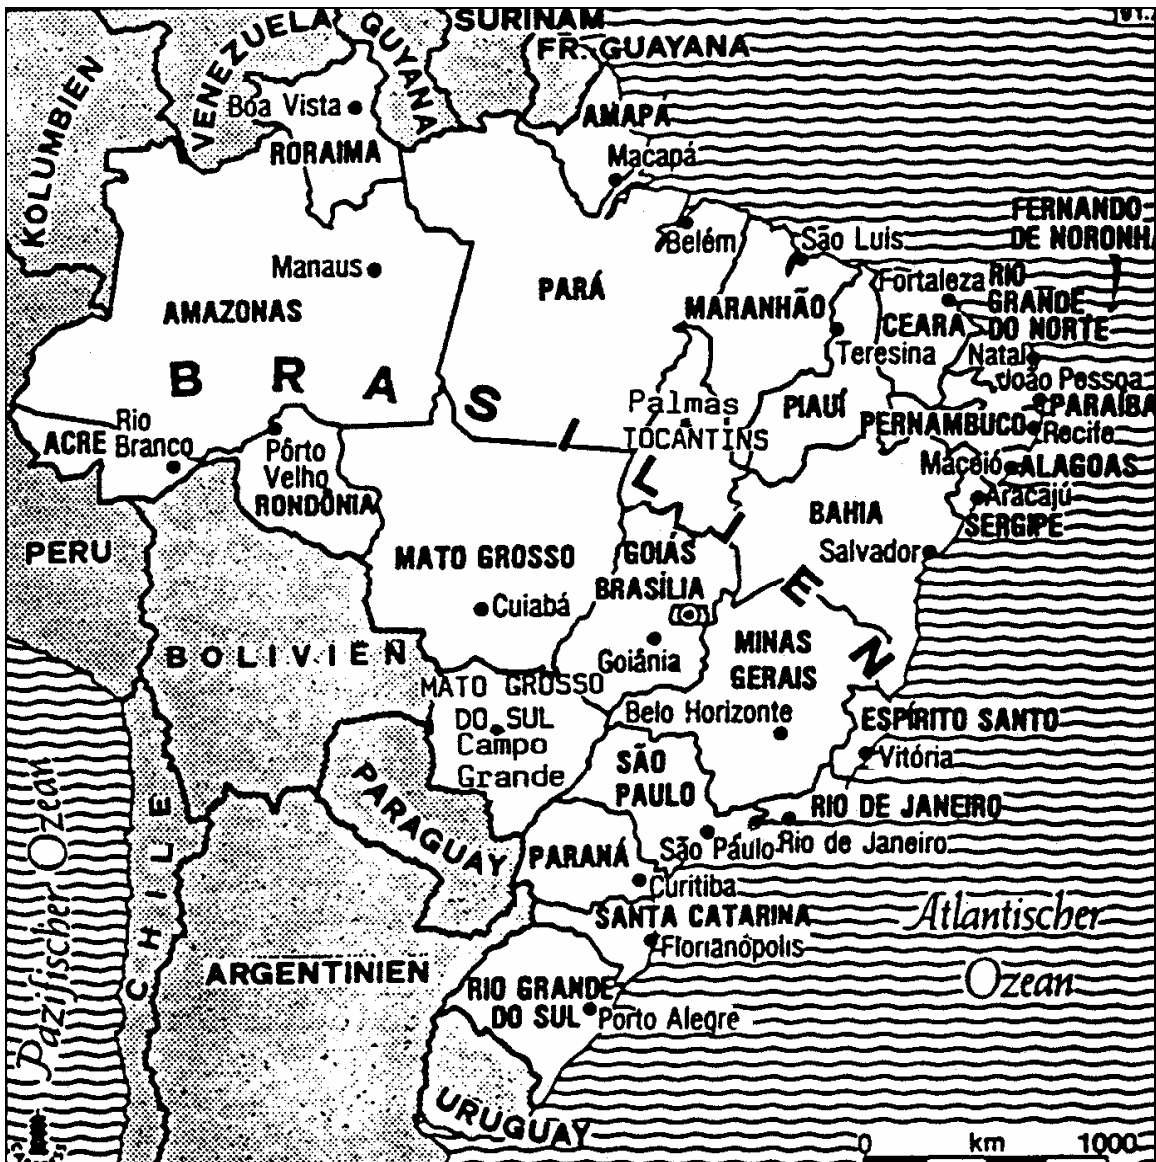 SURINAM
FR.-GUAYANA
VENEZUELA
GUYANA
KOLUMBIEN
Boa Vista
AMAPÁ
RORAIMA
Macapá
FERNANDO
DE NORONHA
Belém
São Luis
Manaus
PARÁ
Fortaleza
RIO
GRANDE
DO NORTE
AMAZONAS
MARANHÃO
CEARA
Teresina
Natal
BRASILIEN
João Pessoa
Palmas
PIAUÍ
PARAÍBA
Rio
Branco
ACRE
Pôrto
Velho
TOCANTINS
PERNAMBUCO
Recife
Maceió
ALAGOAS
RONDÔNIA
Aracajú
SERGIPE
BAHIA
PERU
MATO GROSSO
GOIÁS
Salvador
BRASÍLIA
Cuiabá
BOLIVIEN
Goiânia
MINAS
GERAIS
MATO GROSSO
DO SUL
Campo
Grande
Belo Horizonte
ESPÍRITO SANTO
Vitória
SÃO
PAULO
PARAGUAY
RIO DE JANEIRO
Rio de Janeiro
São Páulo
PARANÁ
Curitiba
CHILE
Pazifischer Ozean
SANTA CATARINA
Florianópolis
Atlantischer
Ozean
ARGENTINIEN
RIO GRANDE
DO SUL
Porto Alegre
URUGUAY
0 km 1000